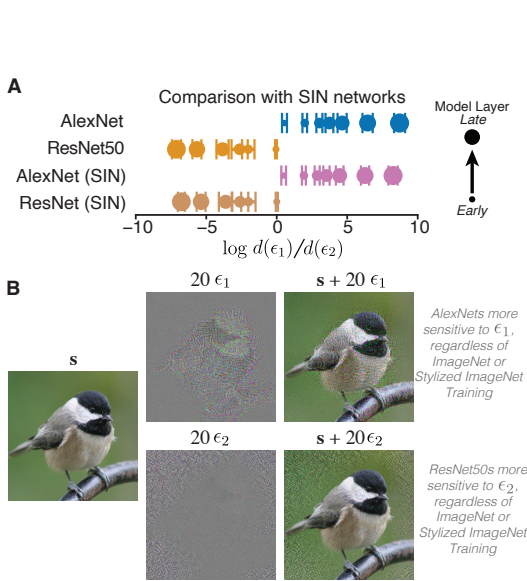 A
Comparison with SIN networks
AlexNet
ResNet50
AlexNet (SIN)
ResNet (SIN)
−10
−5
0
5
10
log d(ϵ₁)/d(ϵ₂)
Model Layer
Late
Early
B
s
20 ϵ₁
s + 20 ϵ₁
AlexNets more
sensitive to ϵ₁,
regardless of
ImageNet or
Stylized ImageNet
Training
20 ϵ₂
s + 20 ϵ₂
ResNet50s more
sensitive to ϵ₂,
regardless of
ImageNet or
Stylized ImageNet
Training